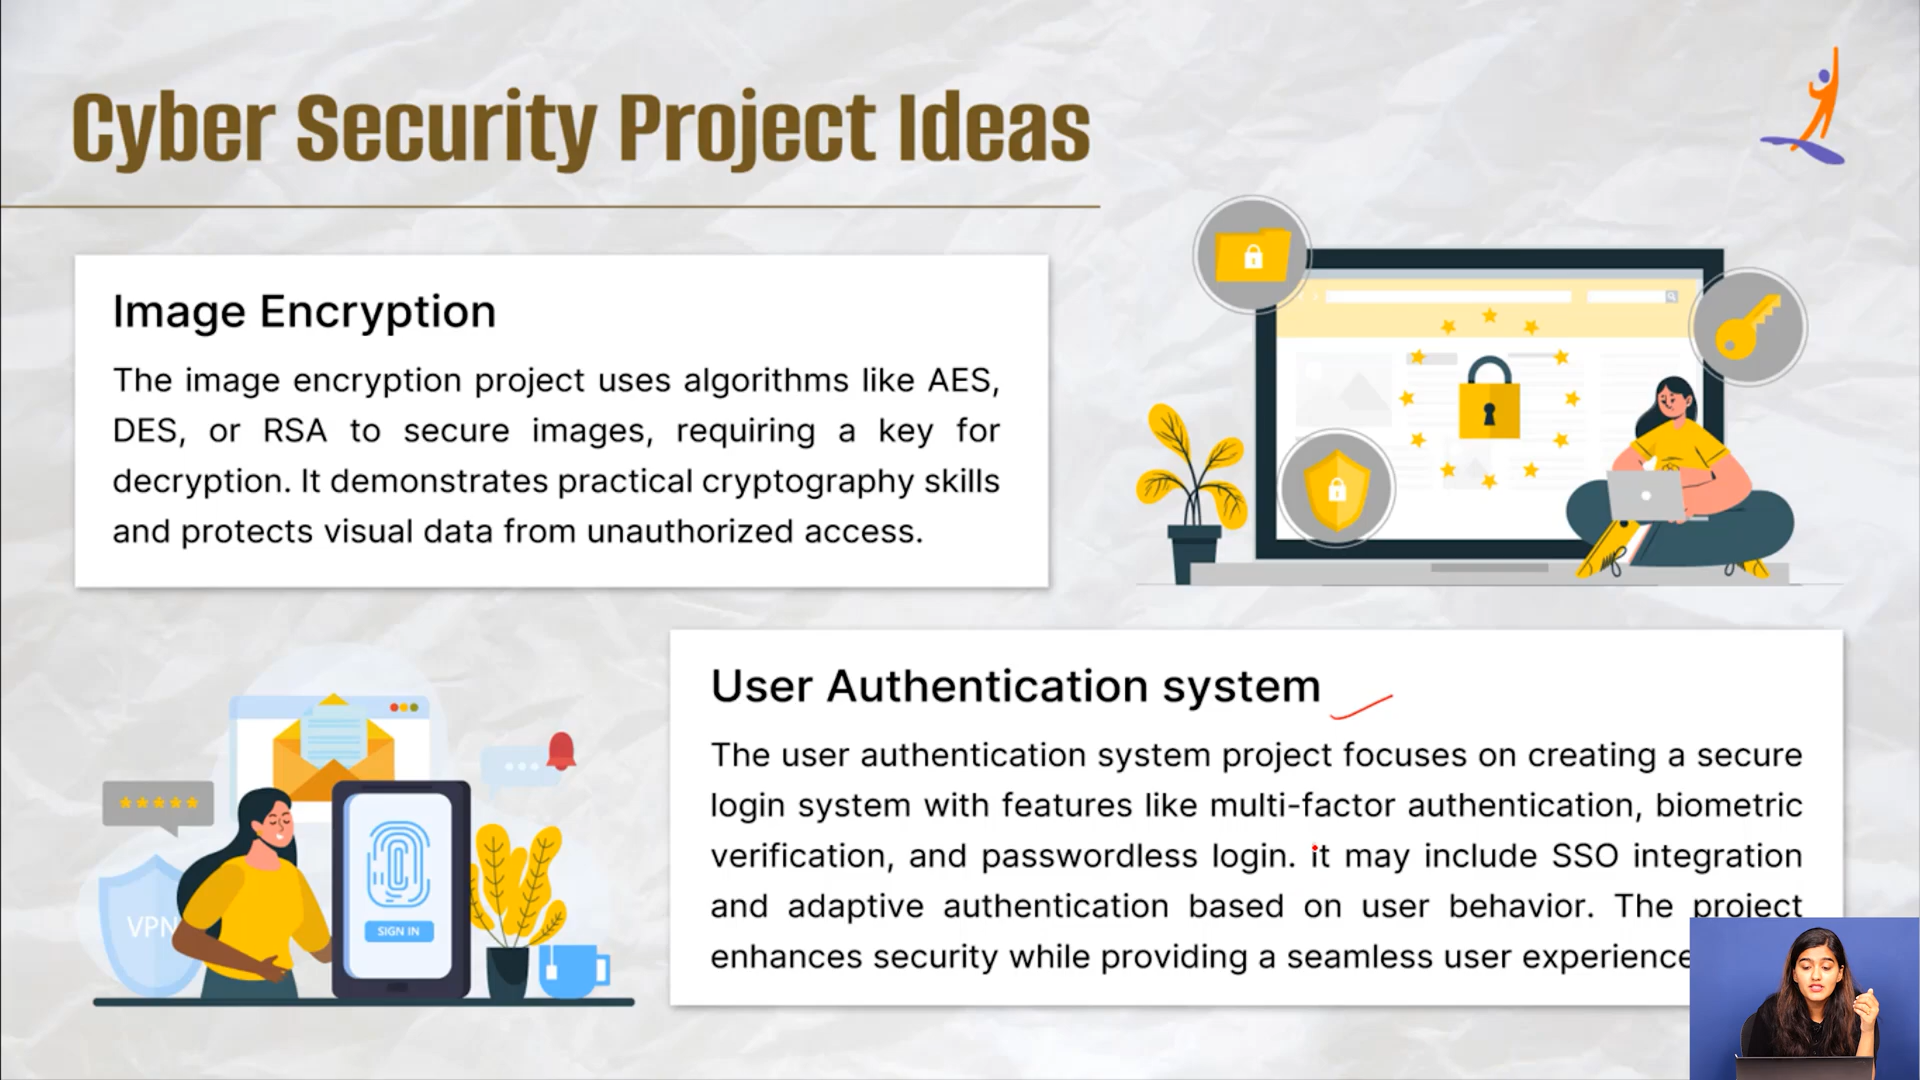 Cyber Security Project Ideas
Image Encryption
The image encryption project uses algorithms like AES,
DES, or RSA to secure images, requiring a key for
decryption. It demonstrates practical cryptography skills
and protects visual data from unauthorized access.
User Authentication system
The user authentication system project focuses on creating a secure
login system with features like multi-factor authentication, biometric
verification, and passwordless login. it may include SSO integration
and adaptive authentication based on user behavior. The project
enhances security while providing a seamless user experience
VPN
SIGN IN